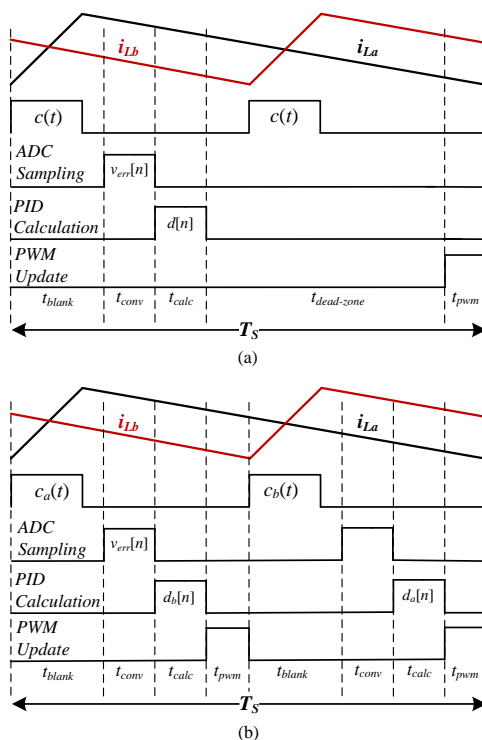 i_Lb i_La
c(t) c(t)
ADC
Sampling v_err[n]
PID
Calculation d[n]
PWM
Update
t_blank t_conv t_calc t_dead-zone t_pwm
T_S
(a)
i_Lb i_La
c_a(t) c_b(t)
ADC
Sampling v_err[n]
PID
Calculation d_b[n] d_a[n]
PWM
Update
t_blank t_conv t_calc t_pwm t_blank t_conv t_calc t_pwm
T_S
(b)